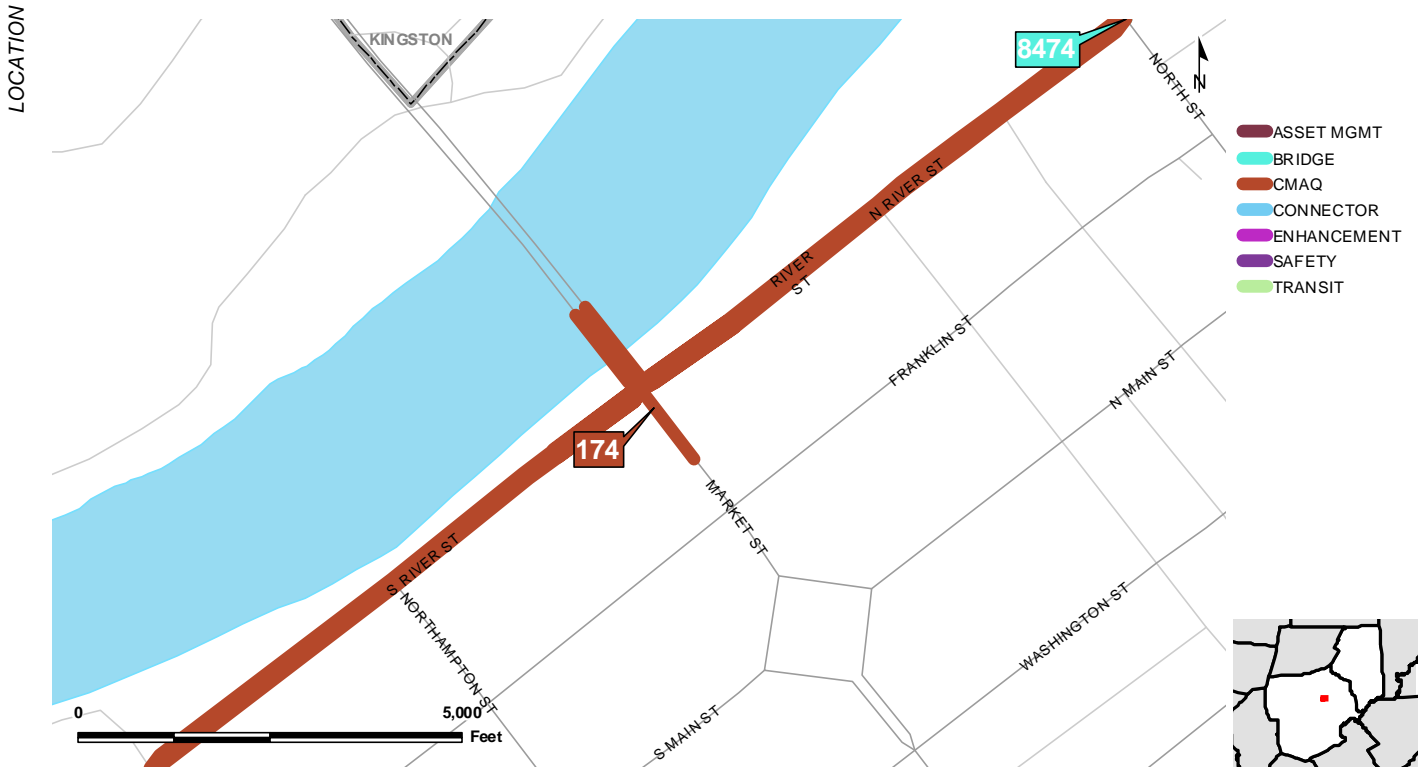 LOCATION
KINGSTON
8474
N
NORTH ST
ASSET MGMT
BRIDGE
CMAQ
CONNECTOR
ENHANCEMENT
SAFETY
TRANSIT
N RIVER ST
RIVER
ST
FRANKLIN ST
N MAIN ST
174
MARKET ST
S RIVER ST
NORTHAMPTON ST
WASHINGTON ST
S MAIN ST
0
5,000
Feet